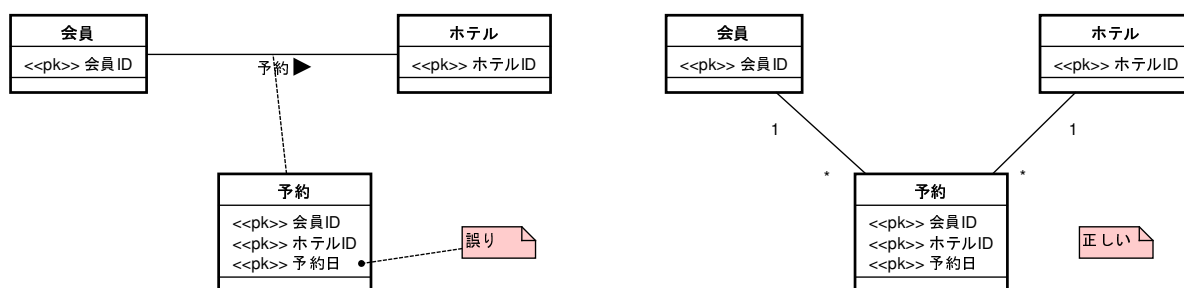 会員
<<pk>> 会員ID
ホテル
<<pk>> ホテルID
予約
予約
<<pk>> 会員ID
<<pk>> ホテルID
<<pk>> 予約日
誤り
会員
<<pk>> 会員ID
ホテル
<<pk>> ホテルID
1
1
*
*
予約
<<pk>> 会員ID
<<pk>> ホテルID
<<pk>> 予約日
正しい